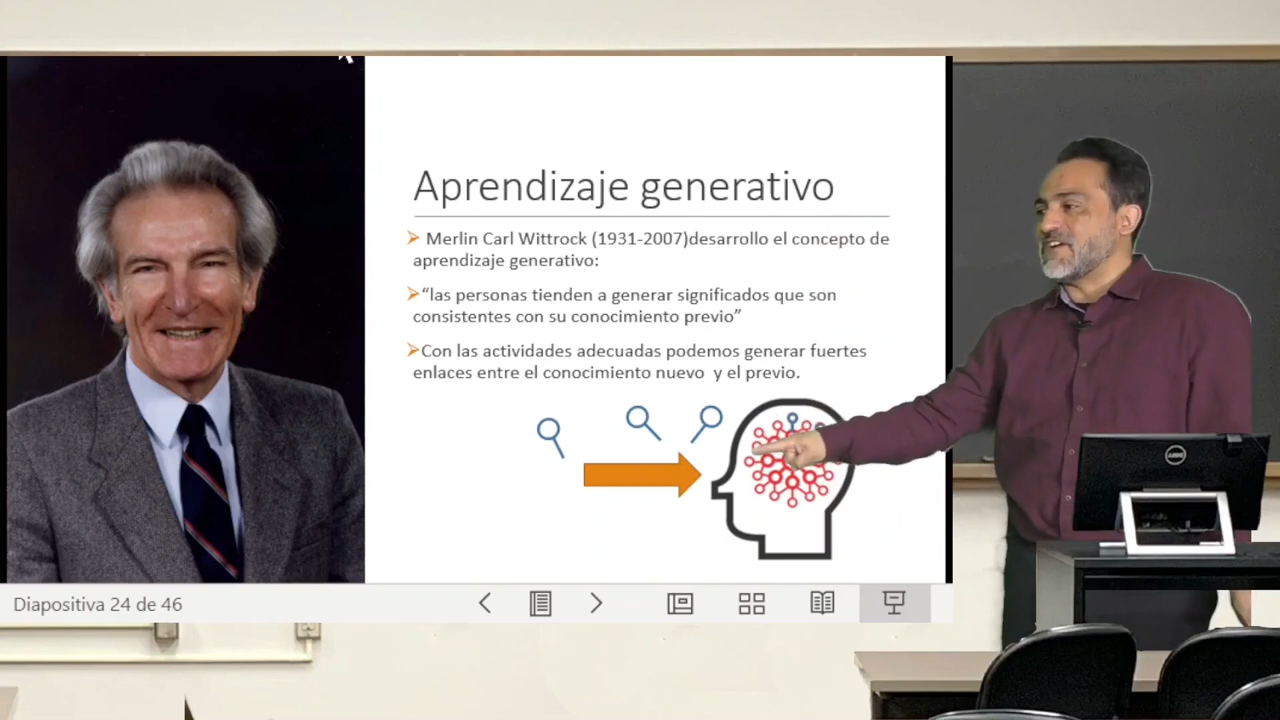 Aprendizaje generativo
Merlin Carl Wittrock (1931-2007)desarrollo el concepto de
aprendizaje generativo:
“las personas tienden a generar significados que son
consistentes con su conocimiento previo”
Con las actividades adecuadas podemos generar fuertes
enlaces entre el conocimiento nuevo y el previo.
Diapositiva 24 de 46